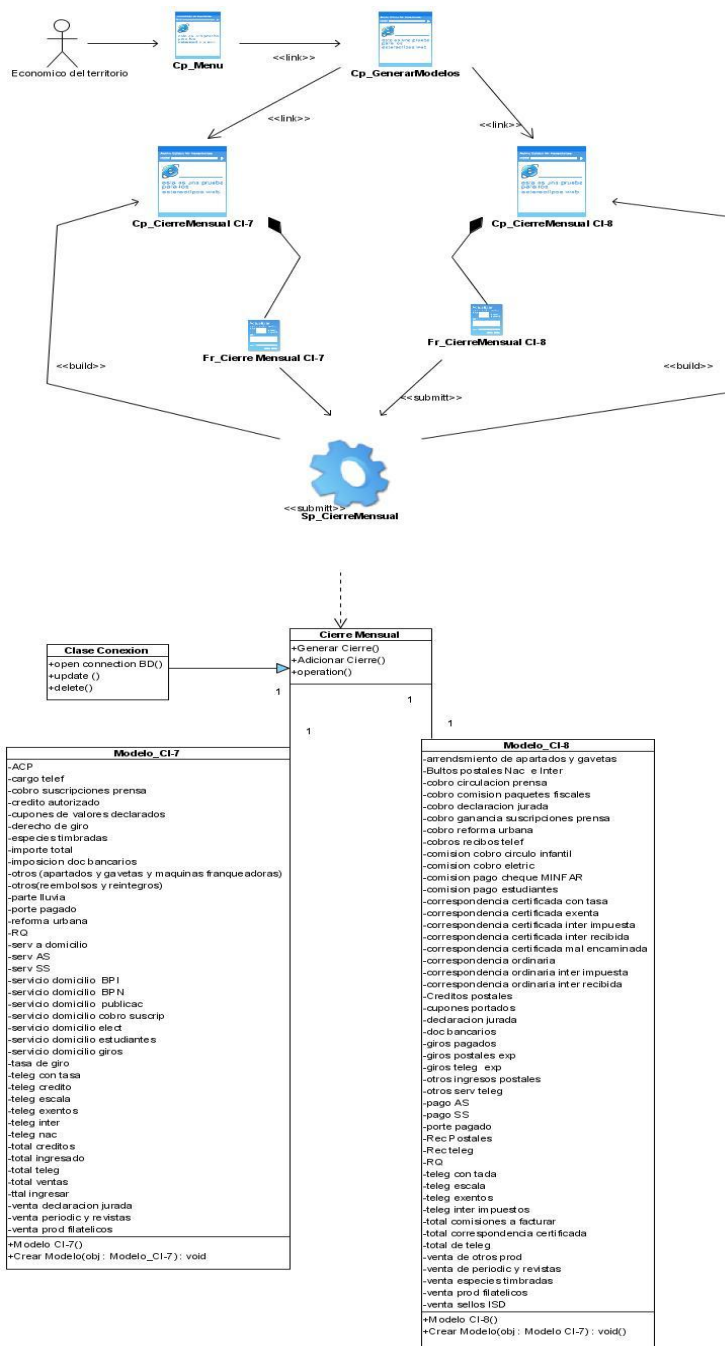 Economico del territorio
Cp_Menu
<<link>>
Cp_GenerarModelos
<<link>>
<<link>>
Cp_CierreMensual CI-7
Cp_CierreMensual CI-8
Fr_Cierre Mensual CI-7
Fr_CierreMensual CI-8
<<build>>
<<build>>
<<submitt>>
<<submitt>>
Sp_CierreMensual
Cierre Mensual
+Generar Cierre()
+Adicionar Cierre()
+operation()
Clase Conexion
+open connection BD()
+update ()
+delete()
1
1
1
1
Modelo_CI-7
-ACP
-cargo telef
-cobro suscripciones prensa
-credito autorizado
-cupones de valores declarados
-derecho de giro
-especies timbradas
-importe total
-imposicion doc bancarios
-otros (apartados y gavetas y maquinas franqueadoras)
-otros(reembolsos y reintegros)
-parte lluvia
-porte pagado
-reforma urbana
-RQ
-serv a domicilio
-serv AS
-serv SS
-servicio domicilio BPI
-servicio domicilio BPN
-servicio domicilio publicac
-servicio domicilio cobro suscrip
-servicio domicilio elect
-servicio domicilio estudiantes
-servicio domicilio giros
-tasa de giro
-teleg con tasa
-teleg credito
-teleg escala
-teleg exentos
-teleg inter
-teleg nac
-total creditos
-total ingresado
-total teleg
-total ventas
-ttal ingresar
-venta declaracion jurada
-venta periodic y revistas
-venta prod filatelicos
+Modelo CI-7()
+Crear Modelo(obj : Modelo_CI-7) : void
Modelo_CI-8
-arrendsmiento de apartados y gavetas
-Bultos postales Nac e Inter
-cobro circulacion prensa
-cobro comision paquetes fiscales
-cobro declaracion jurada
-cobro ganancia suscripciones prensa
-cobro reforma urbana
-cobros recibos telef
-comision cobro circulo infantil
-comision cobro eletric
-comision pago cheque MINFAR
-comision pago estudiantes
-correspondencia certificada con tasa
-correspondencia certificada exenta
-correspondencia certificada inter impuesta
-correspondencia certificada inter recibida
-correspondencia certificada mal encaminada
-correspondencia ordinaria
-correspondencia ordinaria inter impuesta
-correspondencia ordinaria inter recibida
-Creditos postales
-cupones portados
-declaracion jurada
-doc bancarios
-giros pagados
-giros postales exp
-giros teleg exp
-otros ingresos postales
-otros serv teleg
-pago AS
-pago SS
-porte pagado
-Rec Postales
-Rec teleg
-RQ
-teleg con tada
-teleg escala
-teleg exentos
-teleg inter impuestos
-total comisiones a facturar
-total correspondencia certificada
-total de teleg
-venta de otros prod
-venta de periodic y revistas
-venta especies timbradas
-venta prod filatelicos
-venta sellos ISD
+Modelo CI-8()
+Crear Modelo(obj : Modelo CI-7) : void()